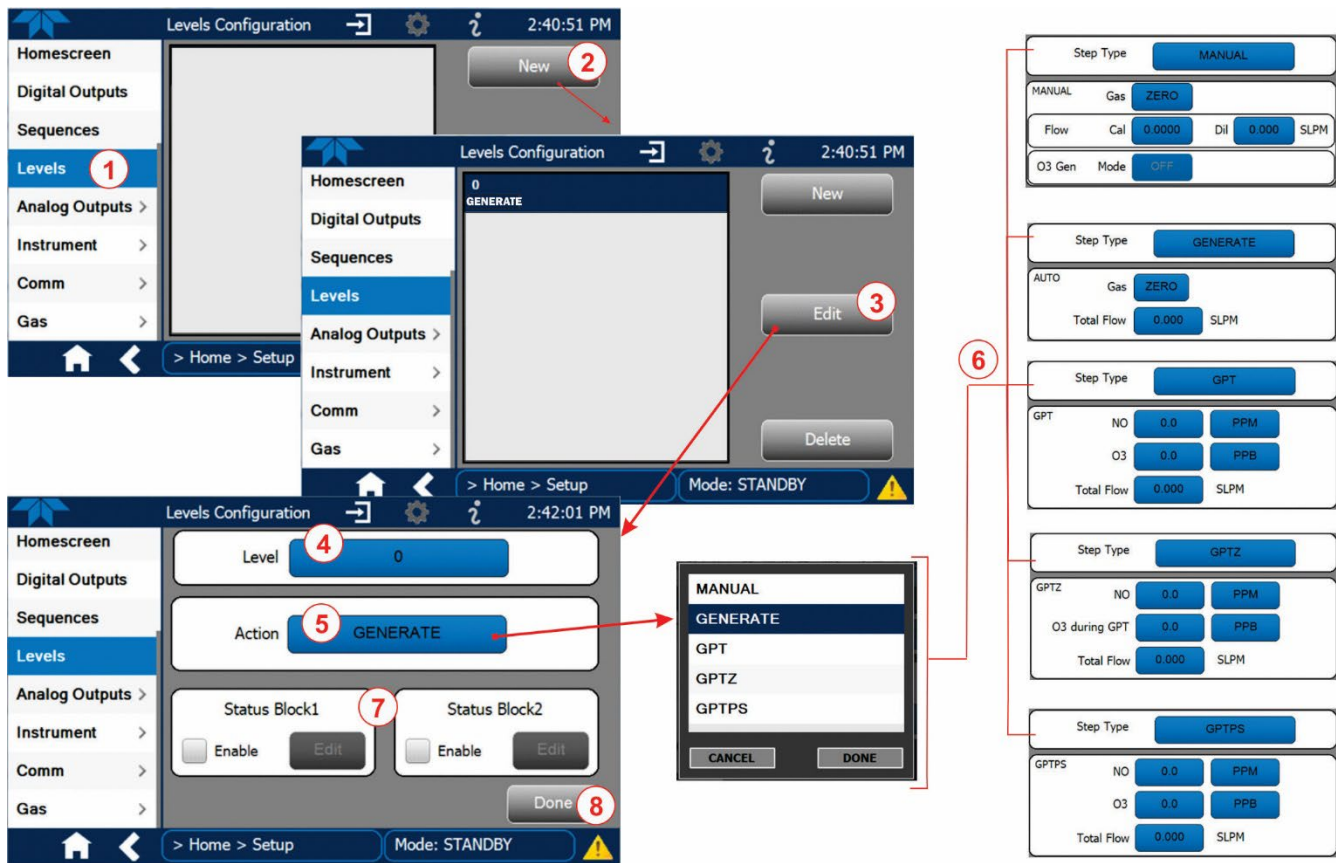 Levels Configuration 2:40:51 PM
Homescreen
Digital Outputs
Sequences
Levels 1
Analog Outputs >
Instrument >
Comm >
Gas >
New 2
> Home > Setup
Levels Configuration 2:40:51 PM
Homescreen
Digital Outputs
Sequences
Levels
Analog Outputs >
Instrument >
Comm >
Gas >
0
GENERATE
New
Edit 3
Delete
> Home > Setup Mode: STANDBY
Levels Configuration 2:42:01 PM
Homescreen
Digital Outputs
Sequences
Levels
Analog Outputs >
Instrument >
Comm >
Gas >
Level 4 0
Action 5 GENERATE
Status Block1 7 Status Block2
Enable Edit Enable Edit
Done 8
> Home > Setup Mode: STANDBY
MANUAL
GENERATE
GPT
GPTZ
GPTPS
CANCEL DONE
6
Step Type MANUAL
MANUAL Gas ZERO
Flow Cal 0.0000 Dil 0.000 SLPM
O3 Gen Mode OFF
Step Type GENERATE
AUTO Gas ZERO
Total Flow 0.000 SLPM
Step Type GPT
GPT NO 0.0 PPM
O3 0.0 PPB
Total Flow 0.000 SLPM
Step Type GPTZ
GPTZ NO 0.0 PPM
O3 during GPT 0.0 PPB
Total Flow 0.000 SLPM
Step Type GPTPS
GPTPS NO 0.0 PPM
O3 0.0 PPB
Total Flow 0.000 SLPM